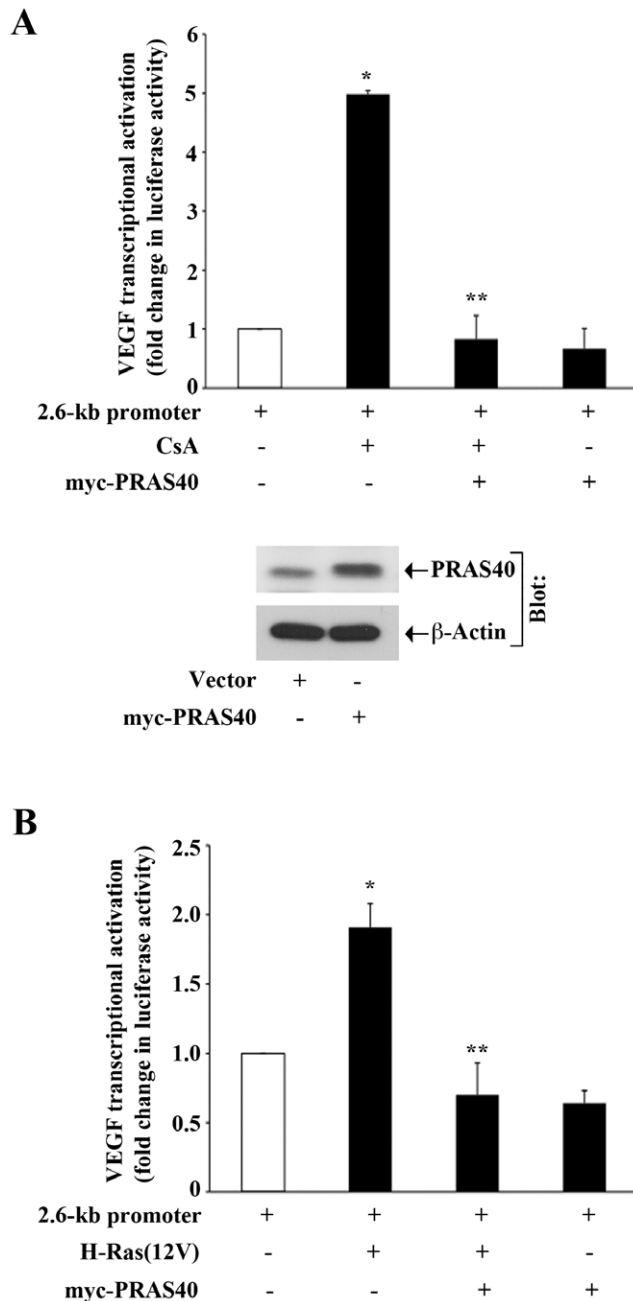 A
VEGF transcriptional activation
(fold change in luciferase activity)
6
5
4
3
2
1
0
*
**
2.6-kb promoter + + + +
CsA - + + -
myc-PRAS40 - - + +
PRAS40
β-Actin
Blot:
Vector + -
myc-PRAS40 - +
B
VEGF transcriptional activation
(fold change in luciferase activity)
2.5
2.0
1.5
1.0
0.5
0
*
**
2.6-kb promoter + + + +
H-Ras(12V) - + + -
myc-PRAS40 - - + +